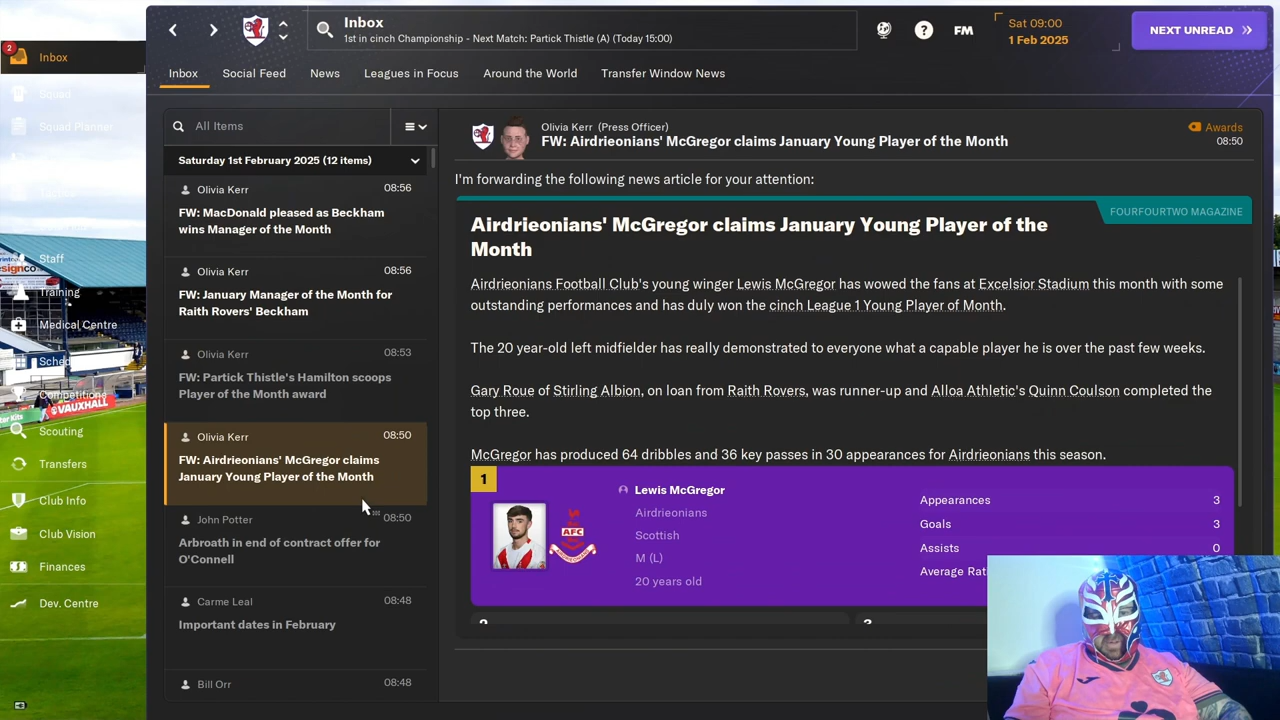 Inbox
1st in cinch Championship - Next Match: Partick Thistle (A) (Today 15:00)
FM
Sat 09:00
1 Feb 2025
NEXT UNREAD
2
Inbox
Squad
Squad Planner
Staff
Training
Medical Centre
Sched
Competitions
Scouting
Transfers
Club Info
Club Vision
Finances
Dev. Centre
VAUXHALL
Inbox
Social Feed
News
Leagues in Focus
Around the World
Transfer Window News
All Items
Saturday 1st February 2025 (12 items)
Olivia Kerr
08:56
FW: MacDonald pleased as Beckham
wins Manager of the Month
Olivia Kerr
08:56
FW: January Manager of the Month for
Raith Rovers' Beckham
Olivia Kerr
08:53
FW: Partick Thistle's Hamilton scoops
Player of the Month award
Olivia Kerr
08:50
FW: Airdrieonians' McGregor claims
January Young Player of the Month
John Potter
08:50
Arbroath in end of contract offer for
O'Connell
Carme Leal
08:48
Important dates in February
Bill Orr
08:48
Olivia Kerr (Press Officer)
FW: Airdrieonians' McGregor claims January Young Player of the Month
Awards
08:50
I'm forwarding the following news article for your attention:
FOURFOURTWO MAGAZINE
Airdrieonians' McGregor claims January Young Player of the
Month
Airdrieonians Football Club's young winger Lewis McGregor has wowed the fans at Excelsior Stadium this month with some
outstanding performances and has duly won the cinch League 1 Young Player of Month.
The 20 year-old left midfielder has really demonstrated to everyone what a capable player he is over the past few weeks.
Gary Roue of Stirling Albion, on loan from Raith Rovers, was runner-up and Alloa Athletic's Quinn Coulson completed the
top three.
McGregor has produced 64 dribbles and 36 key passes in 30 appearances for Airdrieonians this season.
1
AFC
Lewis McGregor
Airdrieonians
Scottish
M (L)
20 years old
Appearances
3
Goals
3
Assists
0
Average Rat
2
3